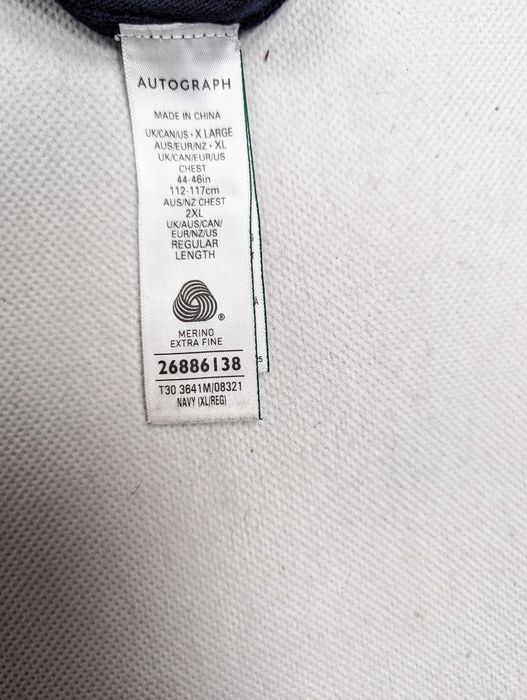 AUTOGRAPH
MADE IN CHINA
UK/CAN/US • X LARGE
AUS/EUR/NZ • XL
UK/CAN/EUR/US
CHEST
44-46in
112-117cm
AUS/NZ CHEST
2XL
UK/AUS/CAN/
EUR/NZ/US
REGULAR
LENGTH
®
MERINO
EXTRA FINE
26886138
T30 3641M/08321
NAVY (XL/REG)